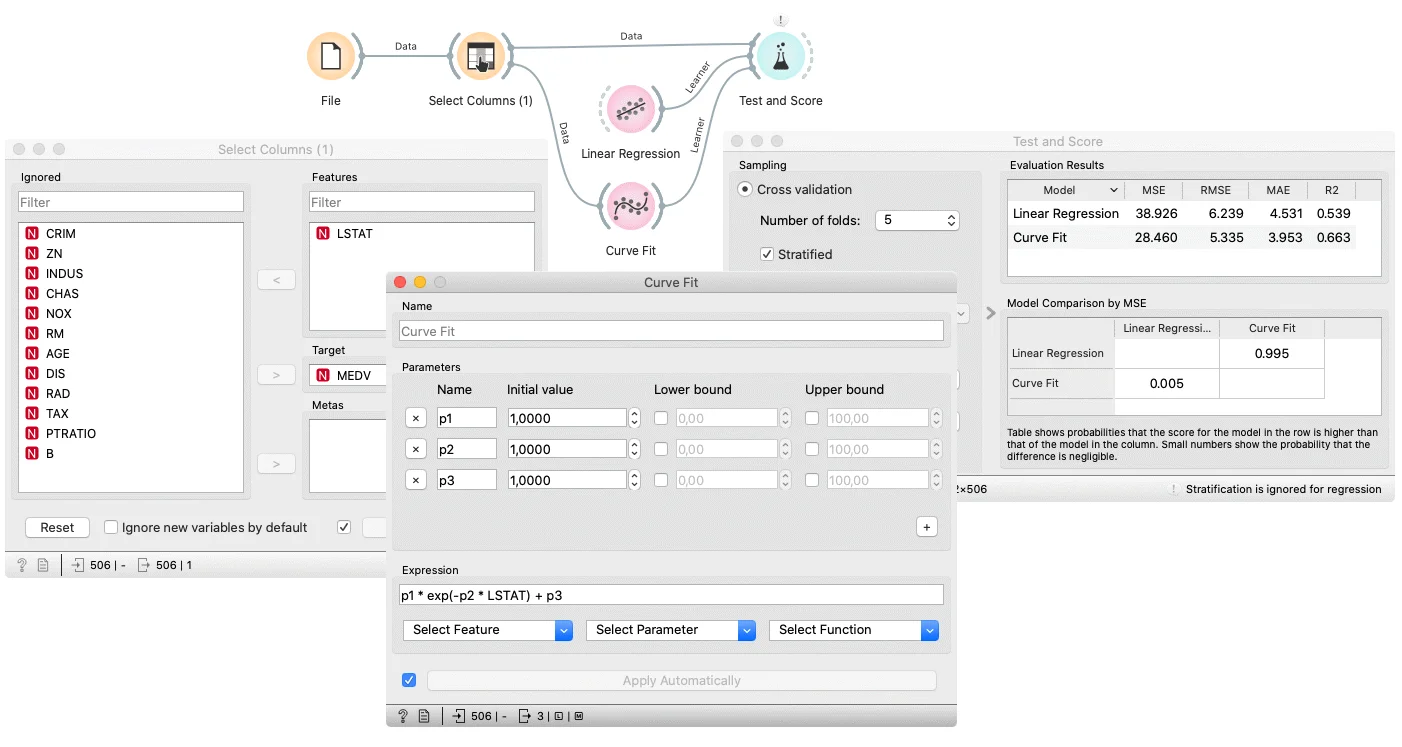 Data
Data
File
Select Columns (1)
Test and Score
Learner
Data
Linear Regression
Learner
Curve Fit
Select Columns (1)
Ignored
Filter
CRIM
ZN
INDUS
CHAS
NOX
RM
AGE
DIS
RAD
TAX
PTRATIO
B
<
>
>
Features
Filter
LSTAT
Target
MEDV
Metas
Reset
Ignore new variables by default
? 506 | - 506 | 1
Test and Score
Sampling
Cross validation
Number of folds: 5
Stratified
Evaluation Results
Model MSE RMSE MAE R2
Linear Regression 38.926 6.239 4.531 0.539
Curve Fit 28.460 5.335 3.953 0.663
Model Comparison by MSE
Linear Regressi... Curve Fit
Linear Regression 0.995
Curve Fit 0.005
Table shows probabilities that the score for the model in the row is higher than
that of the model in the column. Small numbers show the probability that the
difference is negligible.
2×506 ! Stratification is ignored for regression
Curve Fit
Name
Curve Fit
Parameters
Name Initial value Lower bound Upper bound
× p1 1,0000 0,00 100,00
× p2 1,0000 0,00 100,00
× p3 1,0000 0,00 100,00
+
Expression
p1 * exp(-p2 * LSTAT) + p3
Select Feature Select Parameter Select Function
Apply Automatically
? 506 | - 3 | L | M